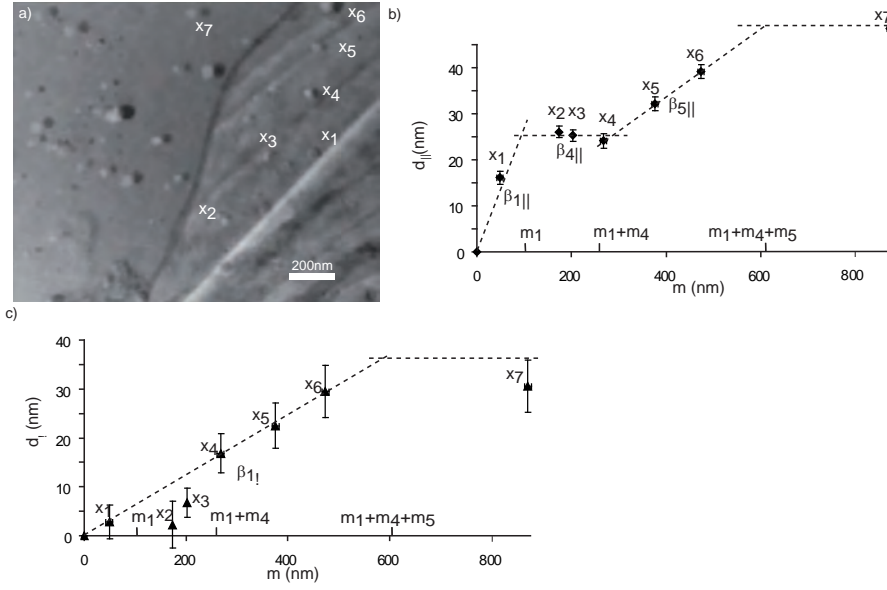 a)
x7
x6
x5
x4
x3
x1
x2
200nm
b)
d||(nm)
40
30
20
10
0
x1
x2 x3
x4
x5
x6
x7
β1||
β4||
β5||
m1
m1+m4
m1+m4+m5
0
200
400
600
800
m (nm)
c)
d! (nm)
40
30
20
10
0
x1
x2
x3
x4
x5
x6
x7
β1!
m1
m1+m4
m1+m4+m5
0
200
400
600
800
m (nm)